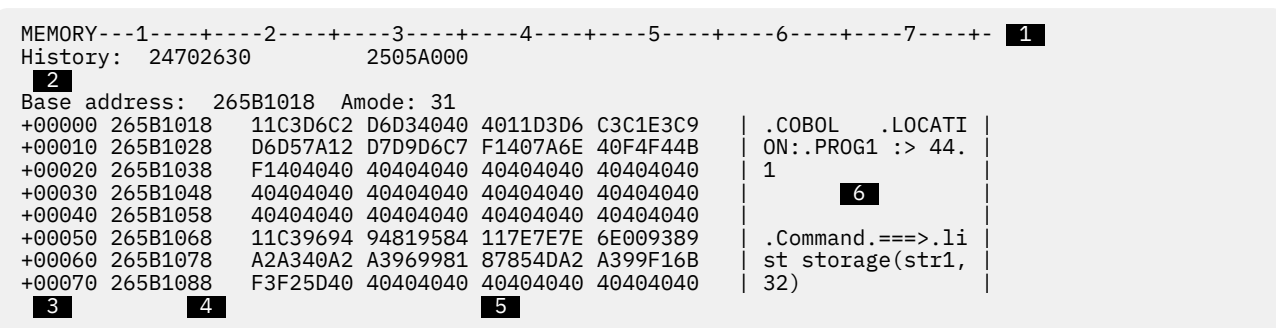 MEMORY---1----+----2----+----3----+----4----+----5----+----6----+----7----+- 1
History:  24702630          2505A000
2
Base address:  265B1018  Amode: 31
+00000 265B1018   11C3D6C2 D6D34040 4011D3D6 C3C1E3C9   | .COBOL   .LOCATI |
+00010 265B1028   D6D57A12 D7D9D6C7 F1407A6E 40F4F44B   | ON:.PROG1 :> 44. |
+00020 265B1038   F1404040 40404040 40404040 40404040   | 1                |
+00030 265B1048   40404040 40404040 40404040 40404040   |        6         |
+00040 265B1058   40404040 40404040 40404040 40404040   |                  |
+00050 265B1068   11C39694 94819584 117E7E7E 6E009389   | .Command.===>.li |
+00060 265B1078   A2A340A2 A3969981 87854DA2 A399F16B   | st storage(str1, |
+00070 265B1088   F3F25D40 40404040 40404040 40404040   | 32)              |
3 4 5